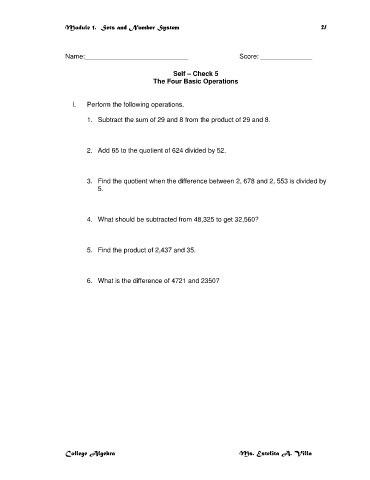 Module 1. Sets and Number System 21
Name:______________________________ Score: _______________
Self – Check 5
The Four Basic Operations
I. Perform the following operations.
1. Subtract the sum of 29 and 8 from the product of 29 and 8.
2. Add 65 to the quotient of 624 divided by 52.
3. Find the quotient when the difference between 2, 678 and 2, 553 is divided by
5.
4. What should be subtracted from 48,325 to get 32,560?
5. Find the product of 2,437 and 35.
6. What is the difference of 4721 and 2350?
College Algebra Ms. Estelita A. Villa